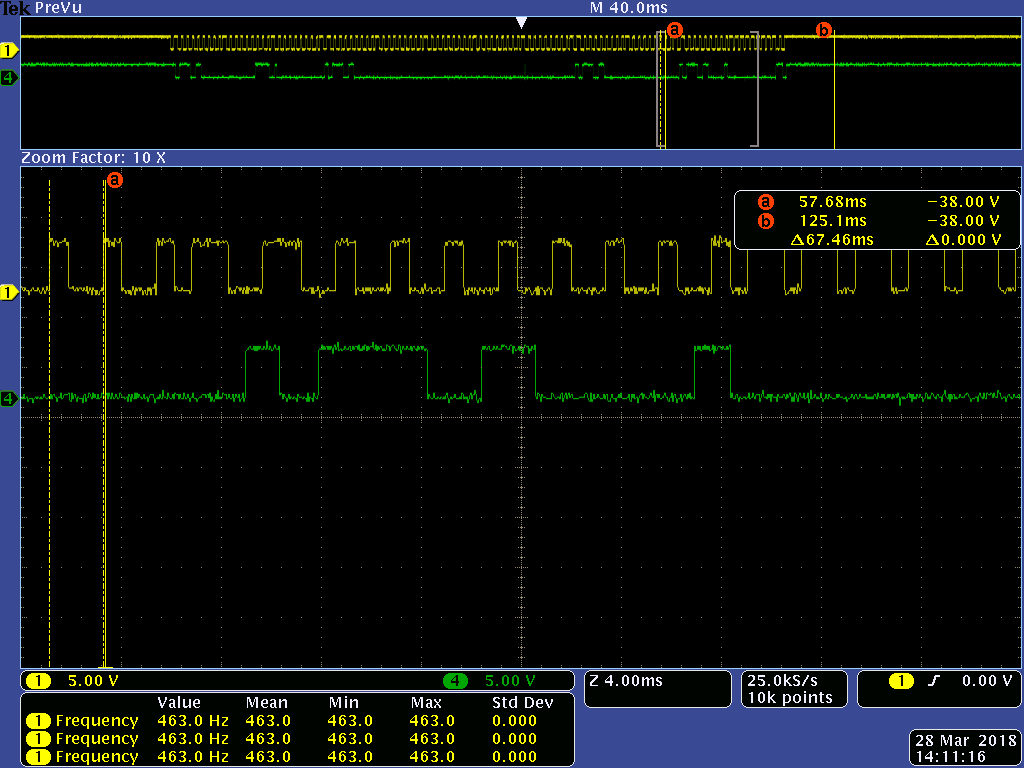 Tek PreVu M 40.0ms
a b
1
4
Zoom Factor: 10 X
a
a 57.68ms −38.00 V
b 125.1ms −38.00 V
Δ67.46ms Δ0.000 V
1
4
1 5.00 V 4 5.00 V Z 4.00ms 25.0kS/s 1 0.00 V
10k points
Value Mean Min Max Std Dev
1 Frequency 463.0 Hz 463.0 463.0 463.0 0.000
1 Frequency 463.0 Hz 463.0 463.0 463.0 0.000
1 Frequency 463.0 Hz 463.0 463.0 463.0 0.000
28 Mar 2018
14:11:16